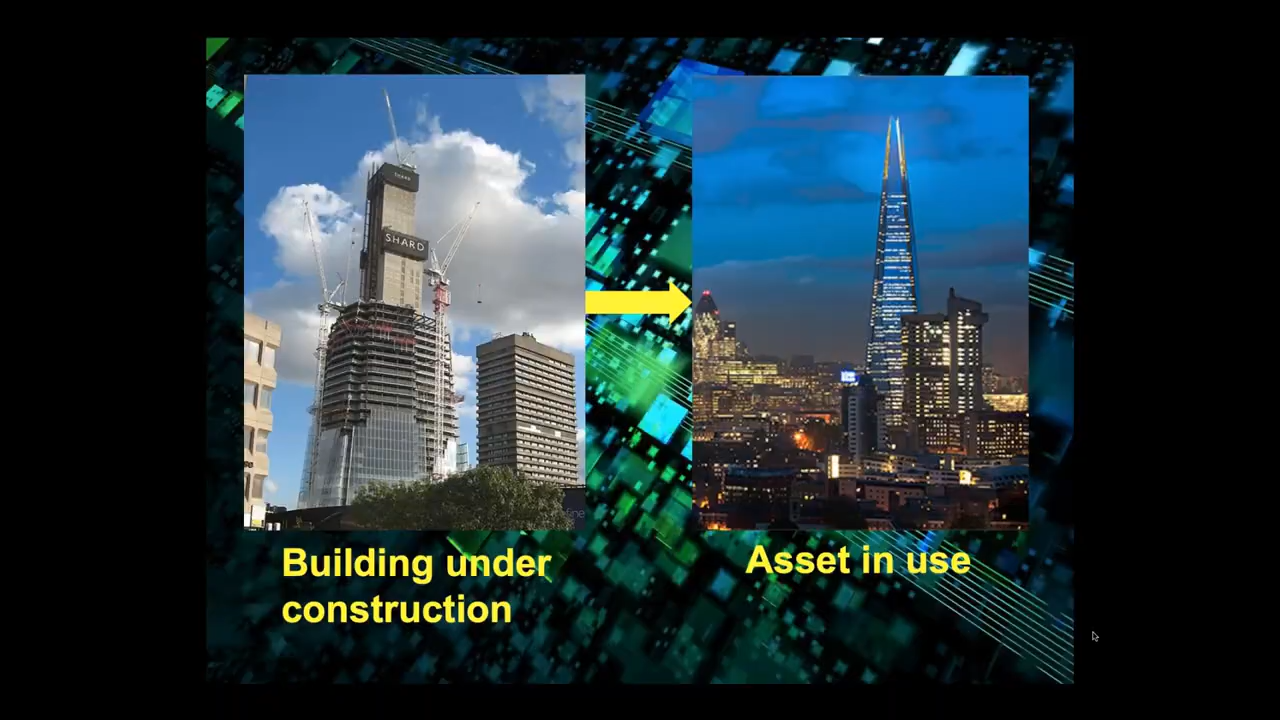 SHARD
Building under
construction
Asset in use